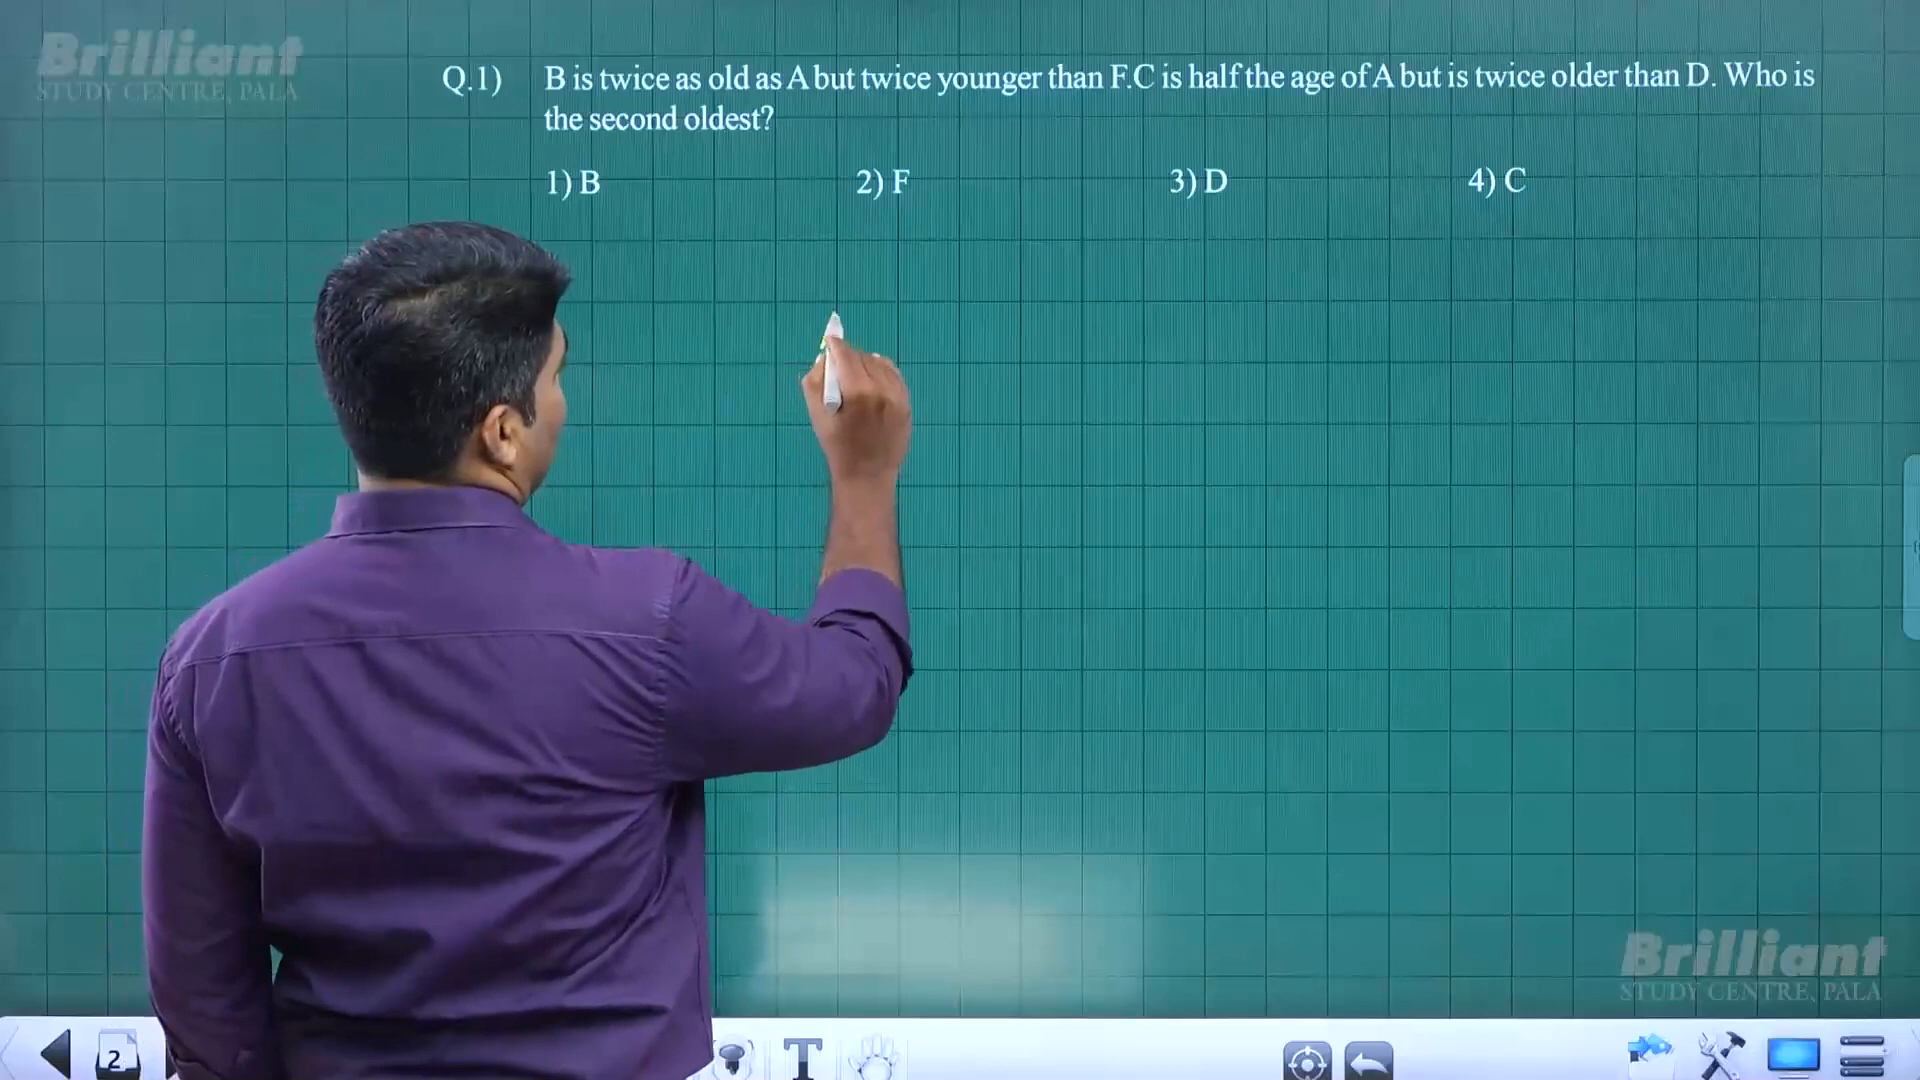 Brilliant
STUDY CENTRE, PALA
Q.1) B is twice as old as A but twice younger than F.C is half the age of A but is twice older than D. Who is
the second oldest?
1) B 2) F 3) D 4) C
Brilliant
STUDY CENTRE, PALA
2 T